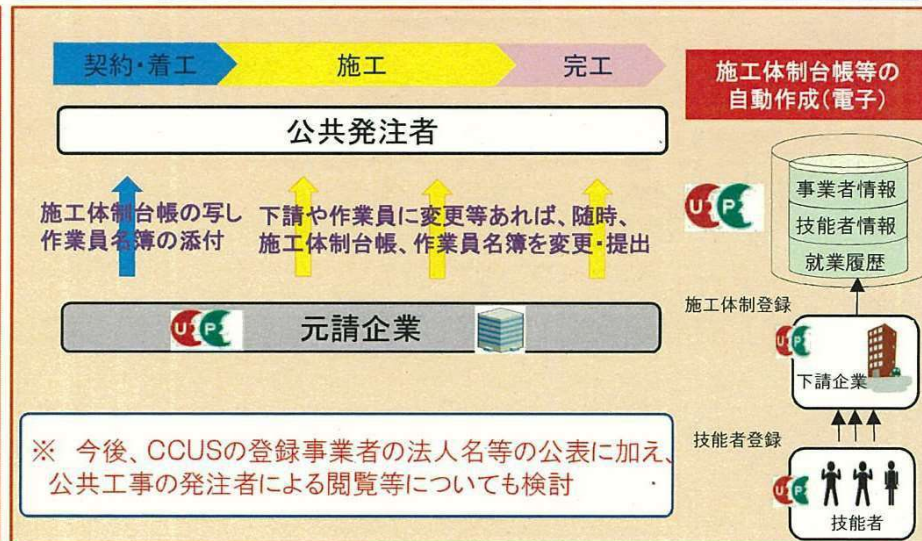 契約・着工
施工
完工
公共発注者
施工体制台帳の写し
作業員名簿の添付
下請や作業員に変更等あれば、随時、
施工体制台帳、作業員名簿を変更・提出
元請企業
※ 今後、CCUSの登録事業者の法人名等の公表に加え、
公共工事の発注者による閲覧等についても検討
施工体制台帳等の
自動作成(電子)
事業者情報
技能者情報
就業履歴
施工体制登録
下請企業
技能者登録
技能者